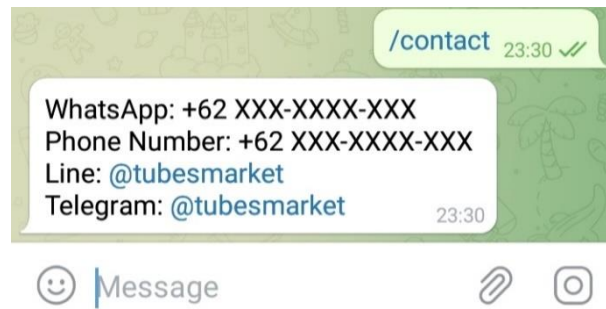 /contact 23:30
WhatsApp: +62 XXX-XXXX-XXX
Phone Number: +62 XXX-XXXX-XXX
Line: @tubesmarket
Telegram: @tubesmarket
23:30
Message